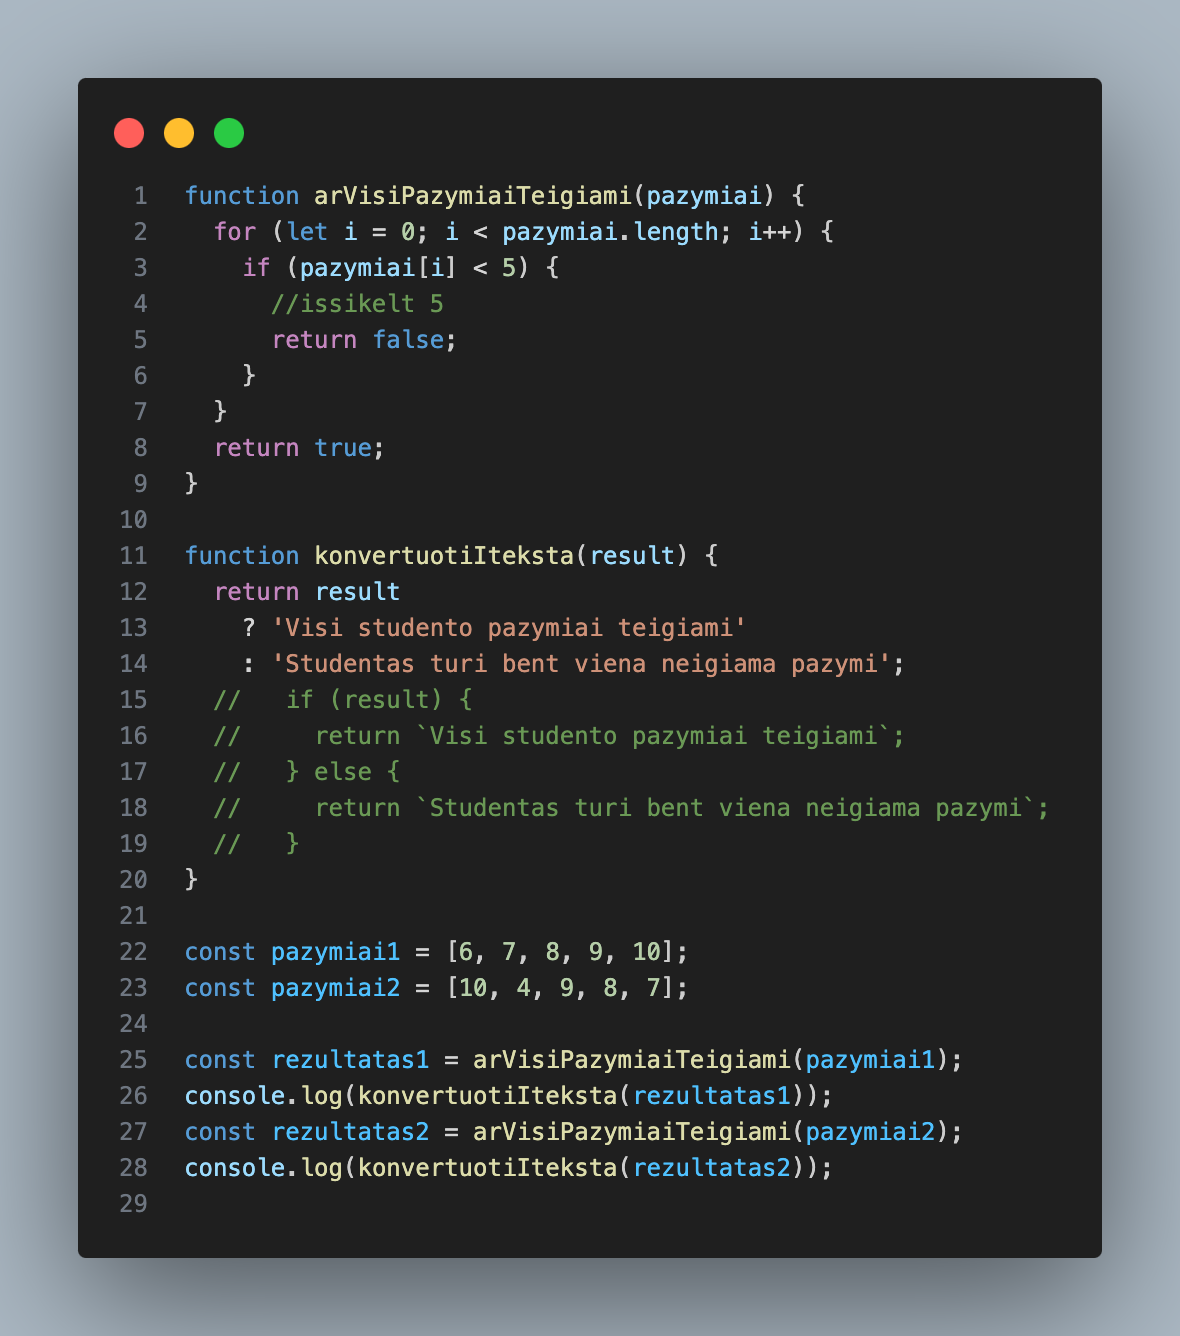 1 function arVisiPazymiaiTeigiami(pazymiai) {
2   for (let i = 0; i < pazymiai.length; i++) {
3     if (pazymiai[i] < 5) {
4       //issikelt 5
5       return false;
6     }
7   }
8   return true;
9 }
10
11 function konvertuotiIteksta(result) {
12   return result
13     ? 'Visi studento pazymiai teigiami'
14     : 'Studentas turi bent viena neigiama pazymi';
15   //   if (result) {
16   //     return `Visi studento pazymiai teigiami`;
17   //   } else {
18   //     return `Studentas turi bent viena neigiama pazymi`;
19   //   }
20 }
21
22 const pazymiai1 = [6, 7, 8, 9, 10];
23 const pazymiai2 = [10, 4, 9, 8, 7];
24
25 const rezultatas1 = arVisiPazymiaiTeigiami(pazymiai1);
26 console.log(konvertuotiIteksta(rezultatas1));
27 const rezultatas2 = arVisiPazymiaiTeigiami(pazymiai2);
28 console.log(konvertuotiIteksta(rezultatas2));
29